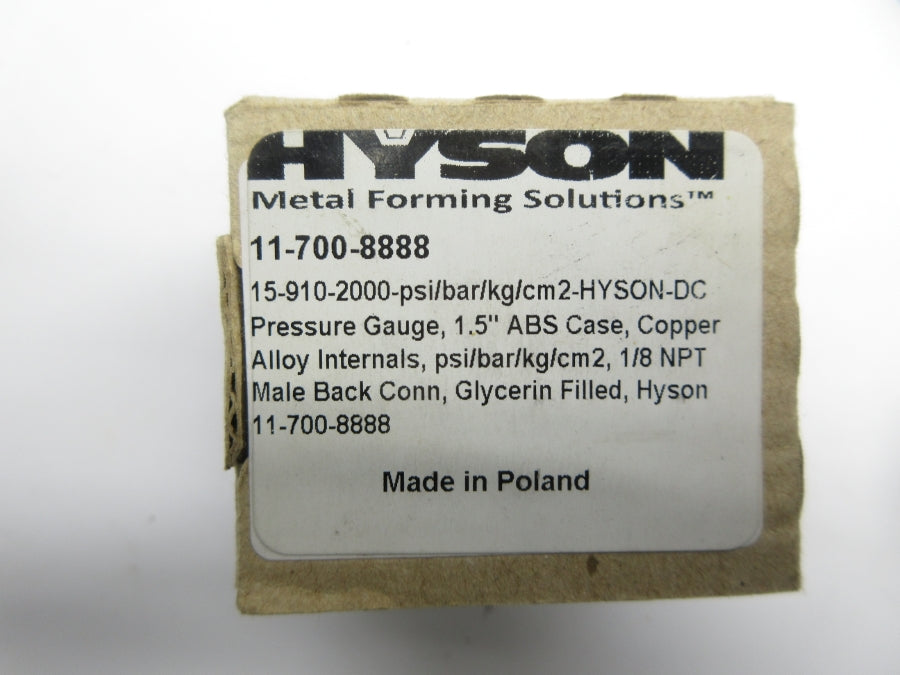 HYSON
Metal Forming Solutions™
11-700-8888
15-910-2000-psi/bar/kg/cm2-HYSON-DC
Pressure Gauge, 1.5" ABS Case, Copper
Alloy Internals, psi/bar/kg/cm2, 1/8 NPT
Male Back Conn, Glycerin Filled, Hyson
11-700-8888
Made in Poland